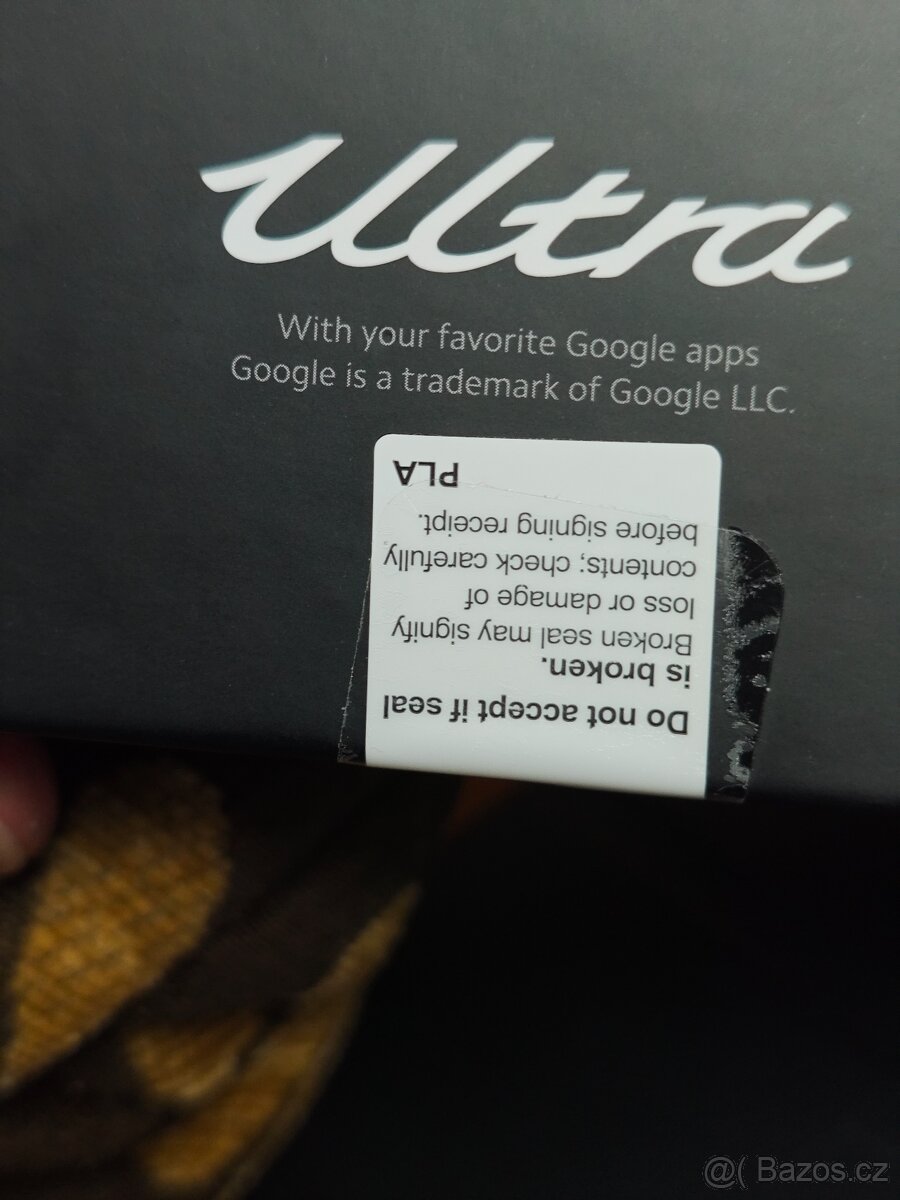 Ultra
With your favorite Google apps
Google is a trademark of Google LLC.
Do not accept if seal
is broken.
Broken seal may signify
loss or damage of
contents; check carefully
before signing receipt.
PLA
@( Bazos.cz